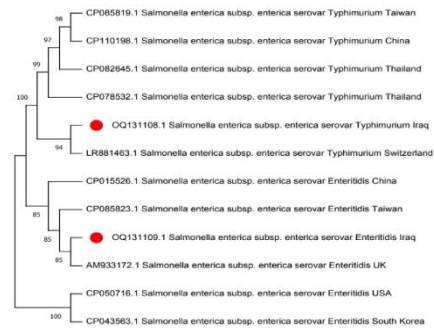 98
CP085819.1 Salmonella enterica subsp. enterica serovar Typhimurium Taiwan
97
CP110198.1 Salmonella enterica subsp. enterica serovar Typhimurium China
99
CP082645.1 Salmonella enterica subsp. enterica serovar Typhimurium Thailand
100
CP078532.1 Salmonella enterica subsp. enterica serovar Typhimurium Thailand
OQ131108.1 Salmonella enterica subsp. enterica serovar Typhimurium Iraq
94
LR881463.1 Salmonella enterica subsp. enterica serovar Typhimurium Switzerland
CP015526.1 Salmonella enterica subsp. enterica serovar Enteritidis China
85
CP085823.1 Salmonella enterica subsp. enterica serovar Enteritidis Taiwan
85
OQ131109.1 Salmonella enterica subsp. enterica serovar Enteritidis Iraq
85
AM933172.1 Salmonella enterica subsp. enterica serovar Enteritidis UK
CP050716.1 Salmonella enterica subsp. enterica serovar Enteritidis USA
100
CP043563.1 Salmonella enterica subsp. enterica serovar Enteritidis South Korea